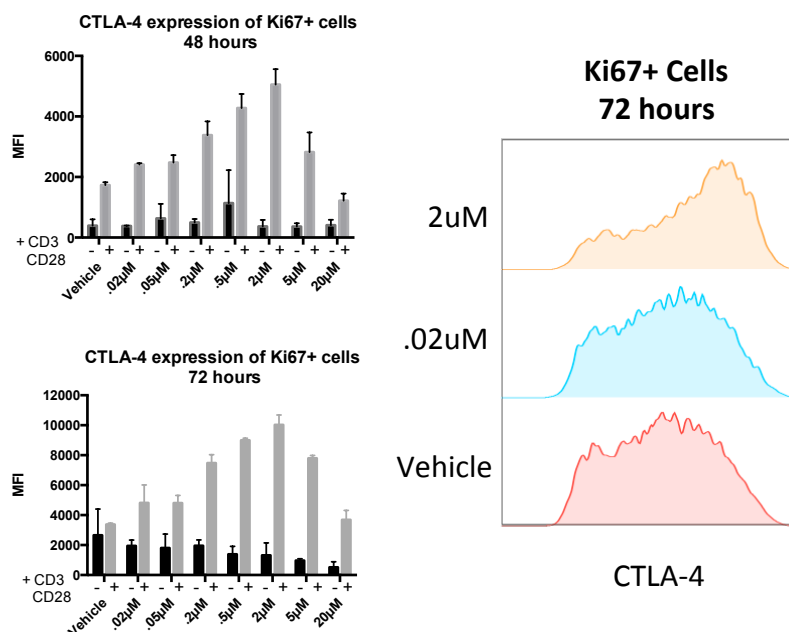 CTLA-4 expression of Ki67+ cells
48 hours
6000
4000
2000
0
MFI
- + - + - + - + - + - + - + - +
+ CD3
CD28
Vehicle .02µM .05µM .2µM .5µM 2µM 5µM 20µM
CTLA-4 expression of Ki67+ cells
72 hours
12000
10000
8000
6000
4000
2000
0
MFI
- + - + - + - + - + - + - + - +
+ CD3
CD28
Vehicle .02µM .05µM .2µM .5µM 2µM 5µM 20µM
Ki67+ Cells
72 hours
2uM
.02uM
Vehicle
CTLA-4